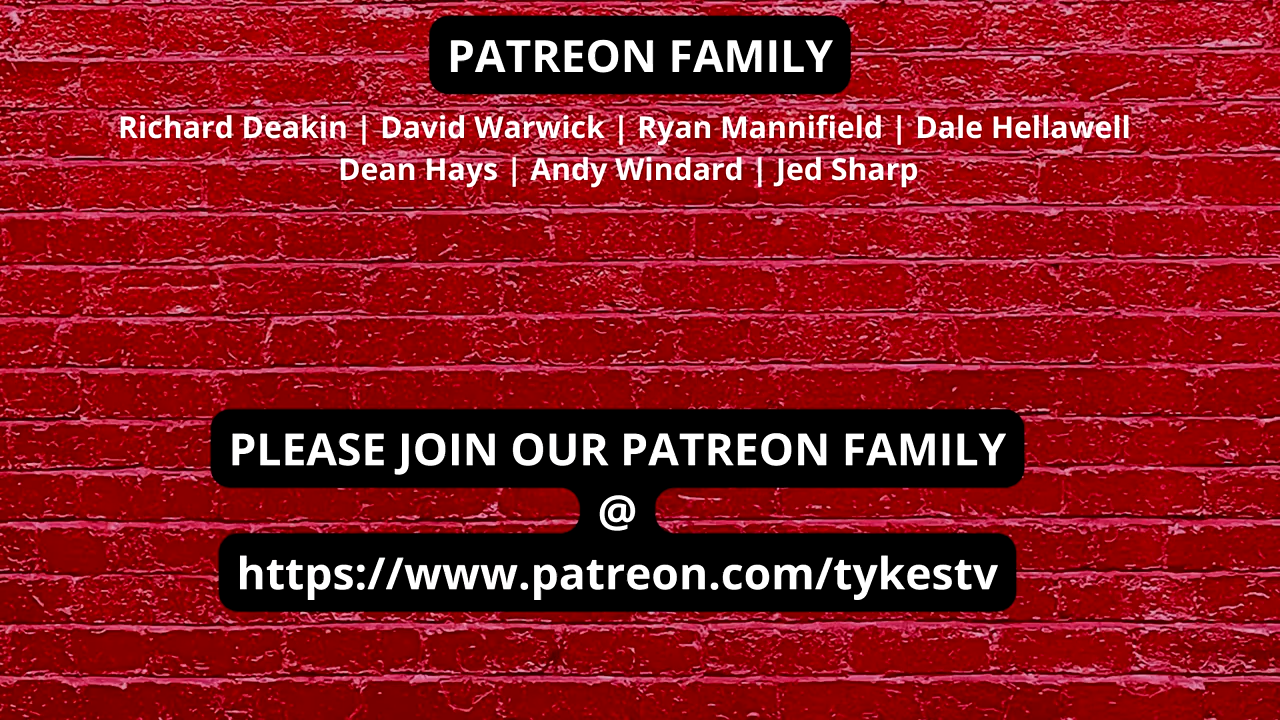 PATREON FAMILY
Richard Deakin | David Warwick | Ryan Mannifield | Dale Hellawell
Dean Hays | Andy Windard | Jed Sharp
PLEASE JOIN OUR PATREON FAMILY
@
https://www.patreon.com/tykestv